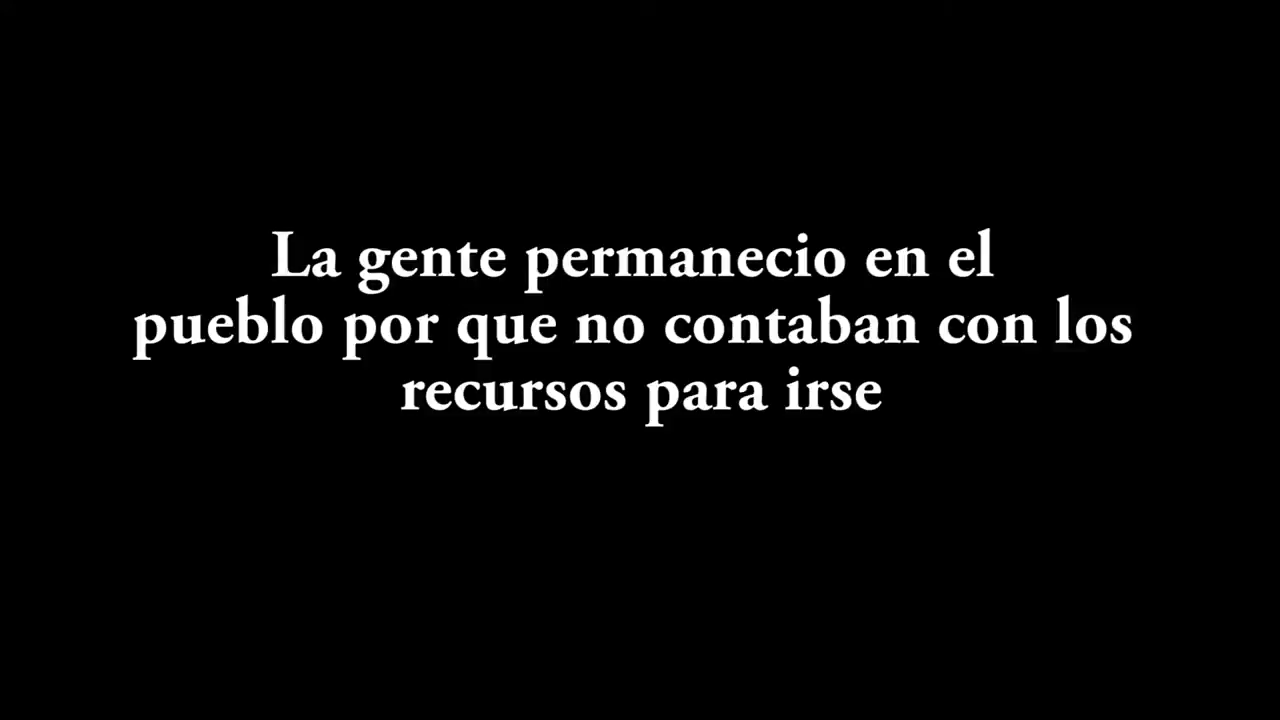 La gente permanecio en el
pueblo por que no contaban con los
recursos para irse